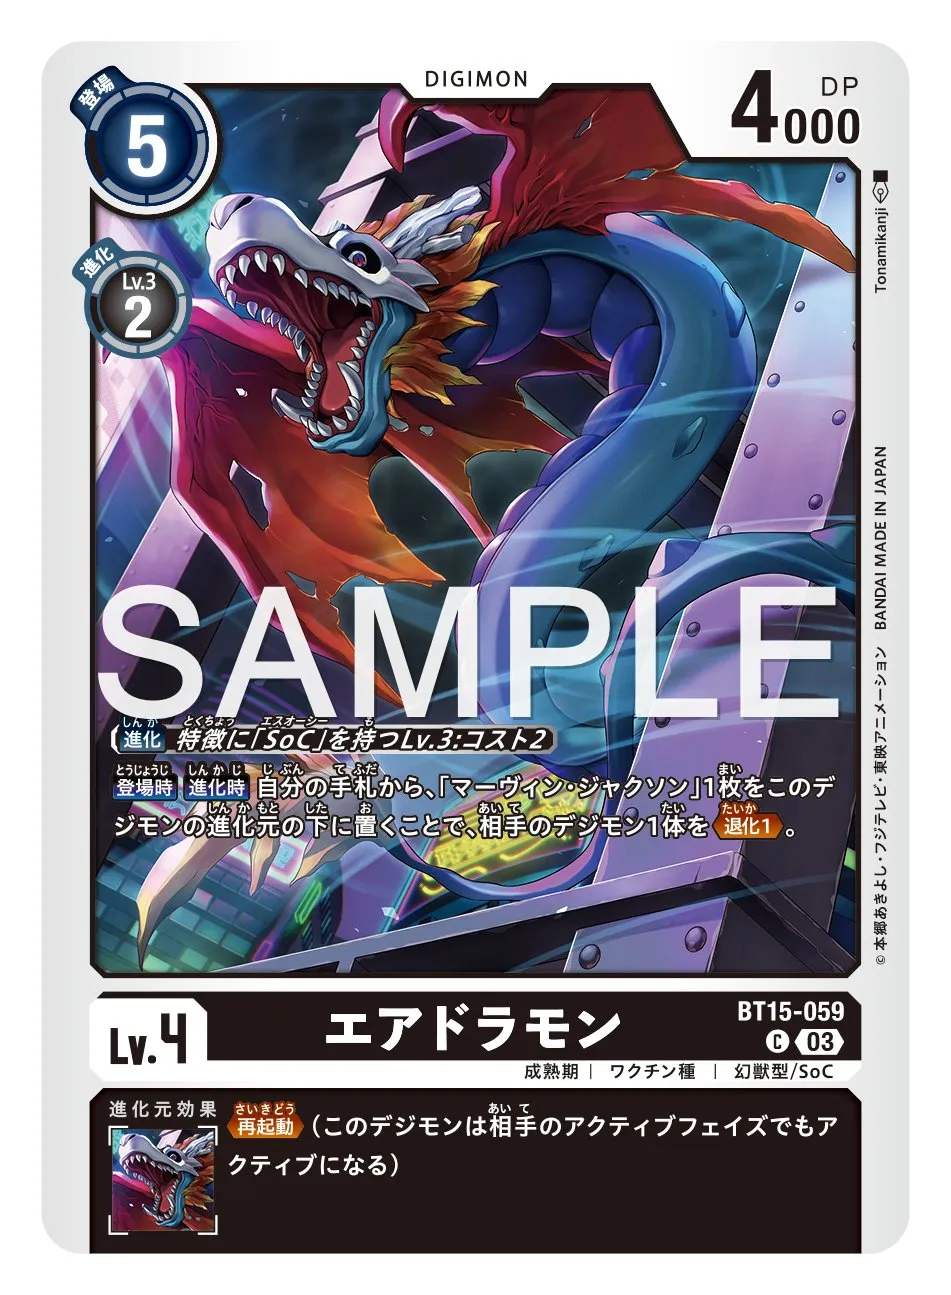 DIGIMON
登場
5
DP
4000
進化
Lv.3
2
Tonamikanji
BANDAI MADE IN JAPAN
©本郷あきよし・フジテレビ・東映アニメーション
SAMPLE
進化 特徴に「SoC」を持つLv.3:コスト2
登場時 進化時 自分の手札から、「マーヴィン・ジャクソン」1枚をこのデ
ジモンの進化元の下に置くことで、相手のデジモン1体を 退化1 。
Lv.4
エアドラモン
BT15-059
C 03
成熟期 | ワクチン種 | 幻獣型/SoC
進化元効果
再起動 (このデジモンは相手のアクティブフェイズでもア
クティブになる)